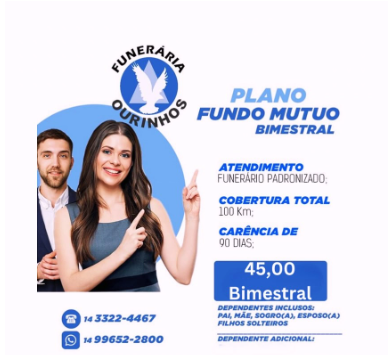 FUNERÁRIA
OURINHOS
PLANO
FUNDO MUTUO
BIMESTRAL
ATENDIMENTO
FUNERÁRIO PADRONIZADO;
COBERTURA TOTAL
100 Km;
CARÊNCIA DE
90 DIAS;
45,00
Bimestral
DEPENDENTES INCLUSOS:
PAI, MÃE, SOGRO(A), ESPOSO(A)
FILHOS SOLTEIROS
DEPENDENTE ADICIONAL:
14 3322-4467
14 99652-2800